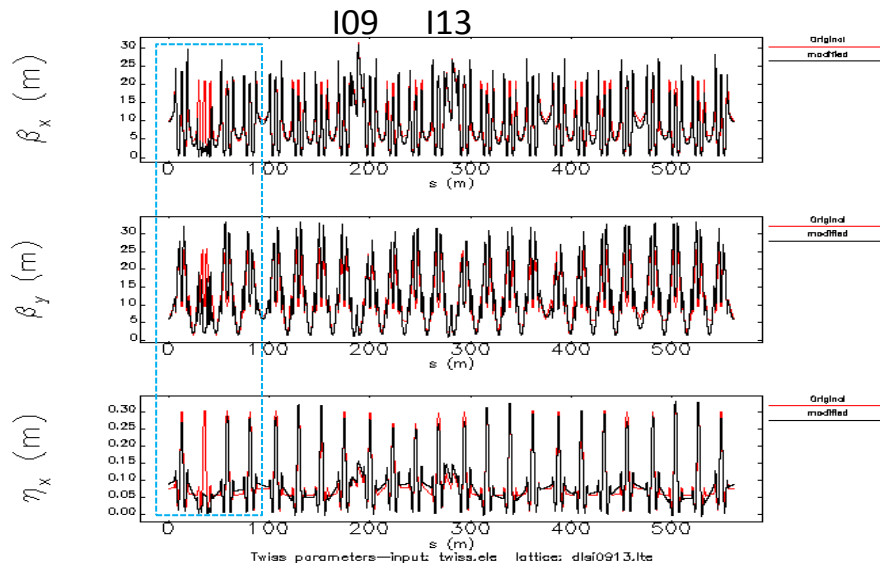 I09 I13
Original
modified
βx (m)
30
25
20
15
10
5
0
0 100 200 300 400 500
s (m)
Original
modified
βy (m)
30
25
20
15
10
5
0
0 100 200 300 400 500
s (m)
Original
modified
ηx (m)
0.30
0.25
0.20
0.15
0.10
0.05
0.00
0 100 200 300 400 500
s (m)
Twiss parameters--input: twiss.ele lattice: dlsi0913.lte